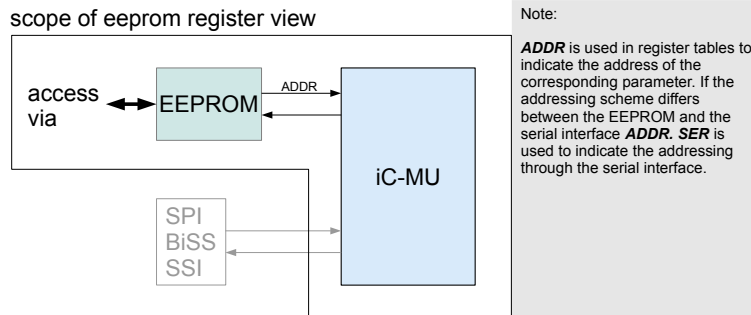 scope of eeprom register view
access
via
EEPROM
ADDR
iC-MU
SPI
BiSS
SSI
Note:
ADDR is used in register tables to
indicate the address of the
corresponding parameter. If the
addressing scheme differs
between the EEPROM and the
serial interface ADDR. SER is
used to indicate the addressing
through the serial interface.